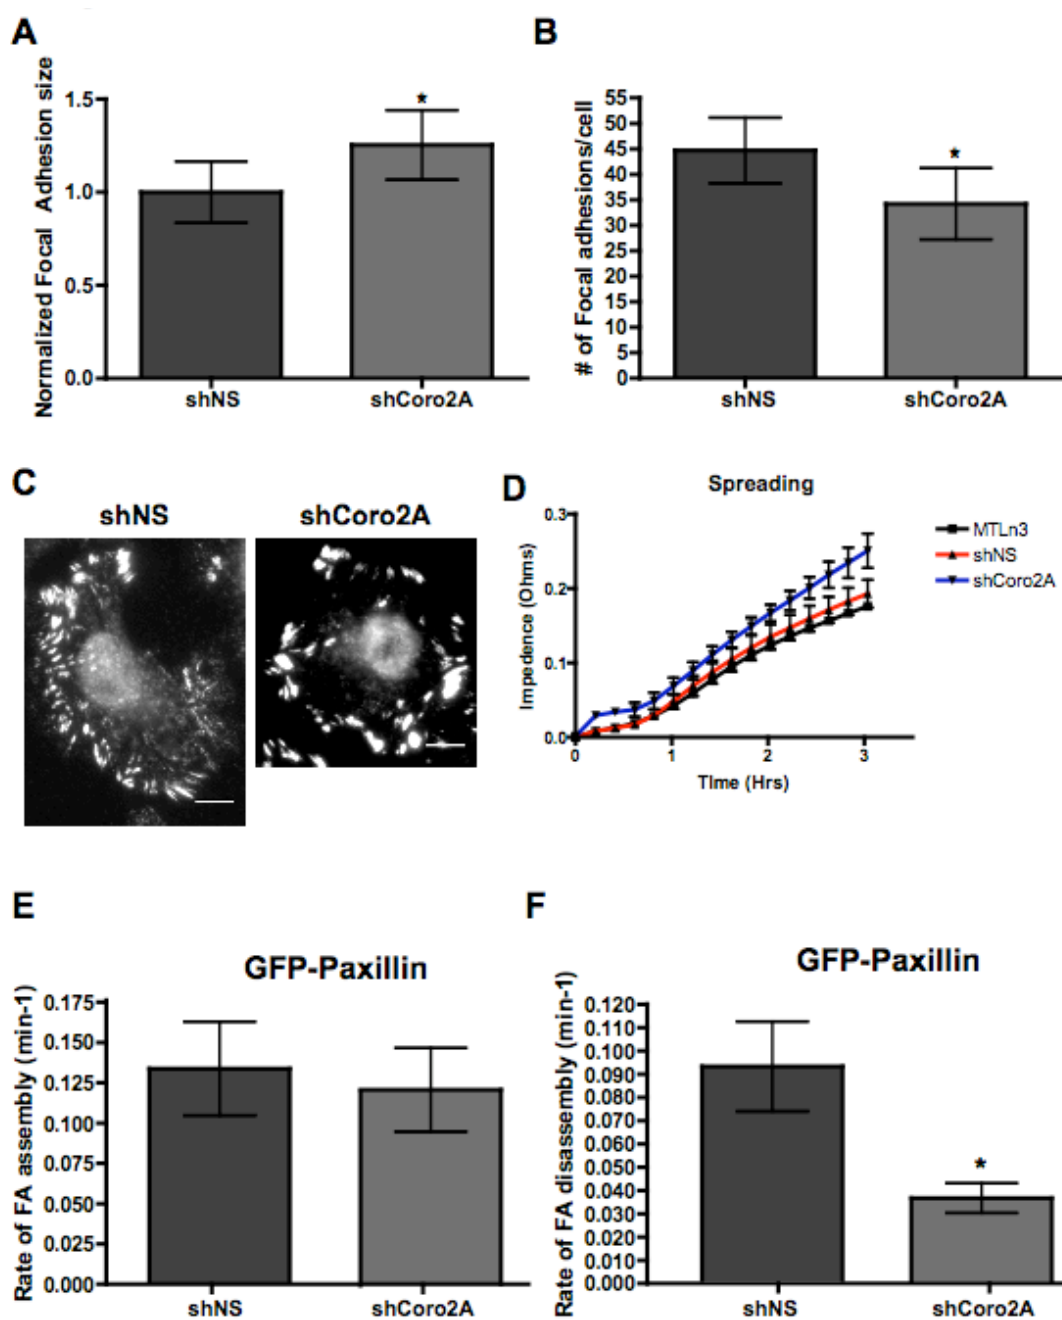 A
Normalized Focal Adhesion size
1.5
1.0
0.5
0.0
*
shNS
shCoro2A
B
# of Focal adhesions/cell
55
50
45
40
35
30
25
20
15
10
5
0
*
shNS
shCoro2A
C
shNS
shCoro2A
D
Spreading
Impedence (Ohms)
0.3
0.2
0.1
0.0
0
1
2
3
TIme (Hrs)
MTLn3
shNS
shCoro2A
E
GFP-Paxillin
Rate of FA assembly (min-1)
0.175
0.150
0.125
0.100
0.075
0.050
0.025
0.000
shNS
shCoro2A
F
GFP-Paxillin
Rate of FA disassembly (min-1)
0.120
0.110
0.100
0.090
0.080
0.070
0.060
0.050
0.040
0.030
0.020
0.010
0.000
*
shNS
shCoro2A